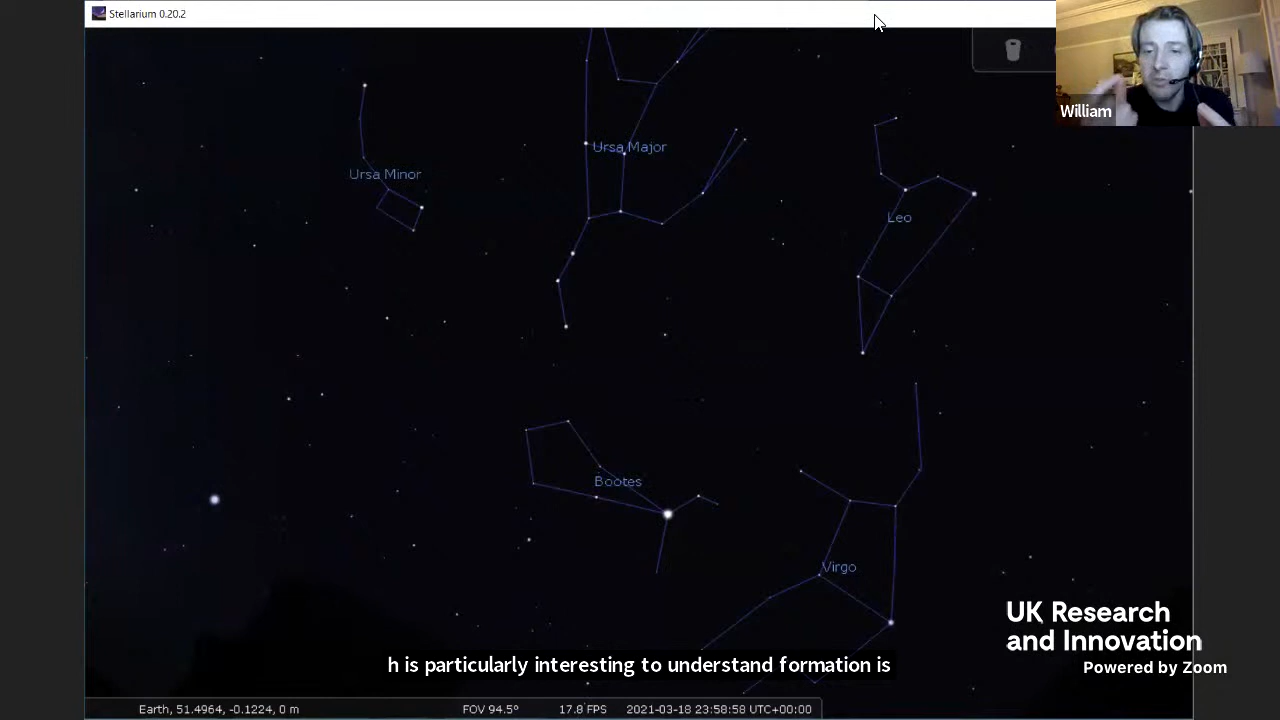 Stellarium 0.20.2
William
Ursa Minor
Ursa Major
Leo
Bootes
Virgo
UK Research
and Innovation
Powered by Zoom
h is particularly interesting to understand formation is
Earth, 51.4964, -0.1224, 0 m
FOV 94.5°
17.8 FPS
2021-03-18 23:58:58 UTC+00:00